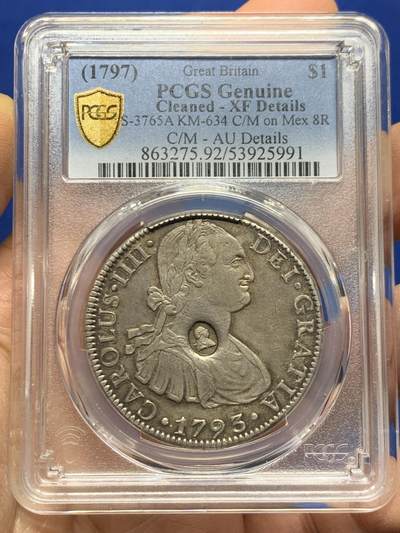 (1797) Great Britain $1
PCGS Genuine
Cleaned - XF Details
S-3765A KM-634 C/M on Mex 8R
C/M - AU Details
863275.92/53925991
PCGS
CAROLUS·IIII· DEI·GRATIA·
·1793·
PCGS